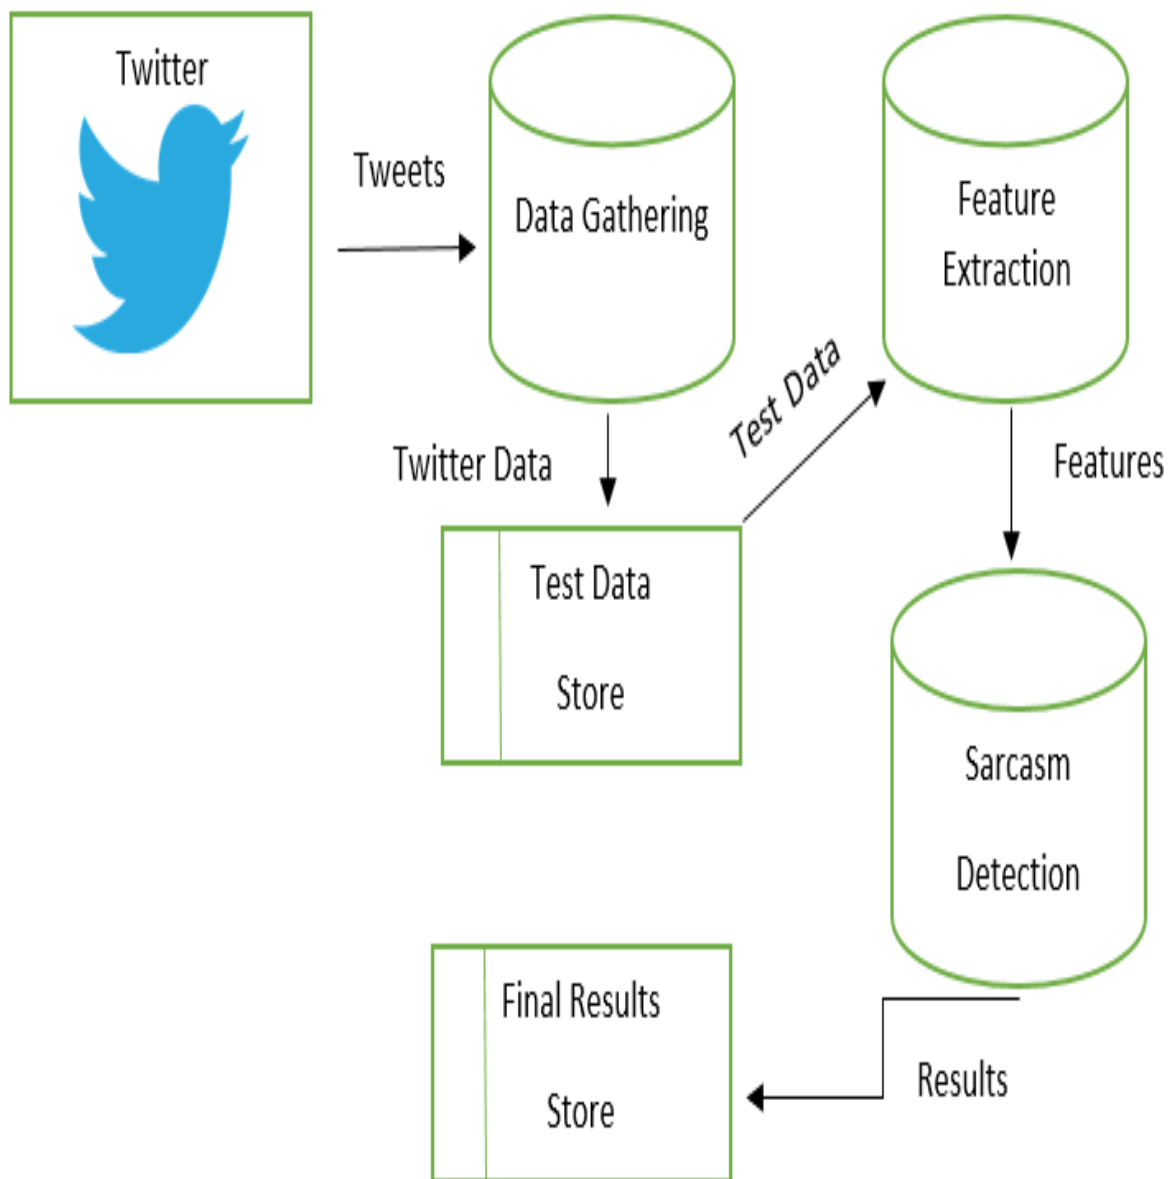 Twitter
Tweets
Data Gathering
Feature
Extraction
Twitter Data
Test Data
Features
Test Data
Store
Sarcasm
Detection
Final Results
Store
Results